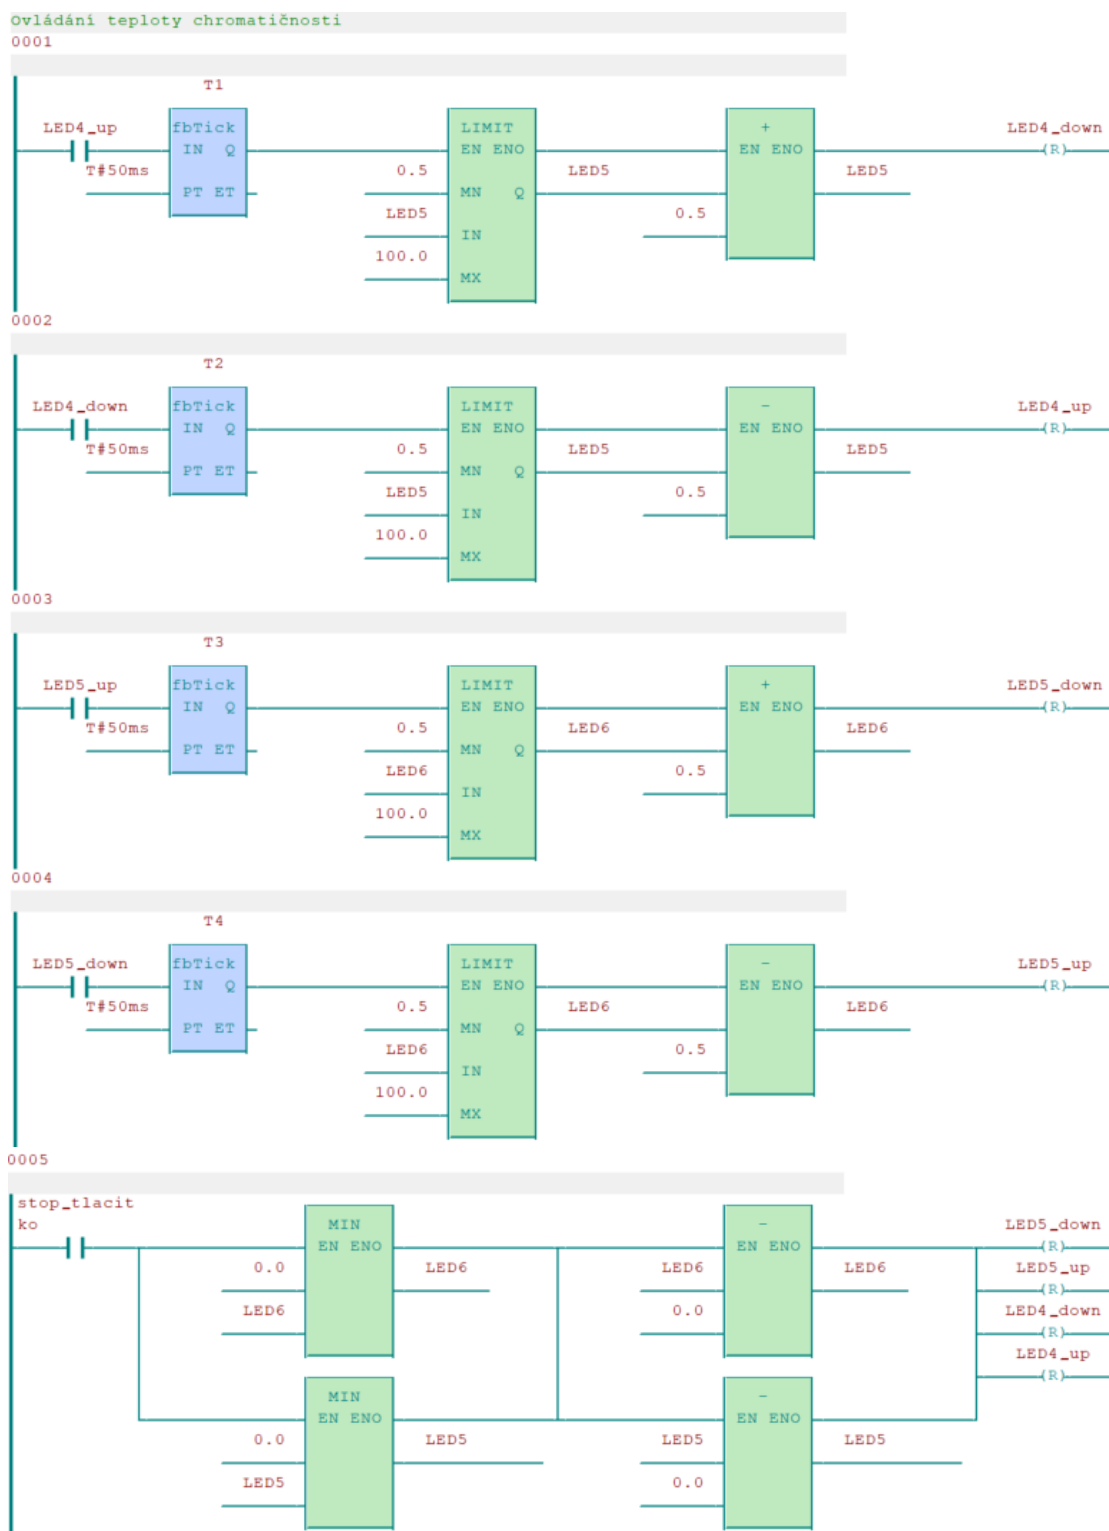 Ovládání teploty chromatičnosti
0001
T1
LED4_up fbTick LIMIT + LED4_down
IN Q EN ENO EN ENO (R)
T#50ms 0.5 LED5 LED5
PT ET MN Q
LED5 0.5
IN
100.0
MX
0002
T2
LED4_down fbTick LIMIT - LED4_up
IN Q EN ENO EN ENO (R)
T#50ms 0.5 LED5 LED5
PT ET MN Q
LED5 0.5
IN
100.0
MX
0003
T3
LED5_up fbTick LIMIT + LED5_down
IN Q EN ENO EN ENO (R)
T#50ms 0.5 LED6 LED6
PT ET MN Q
LED6 0.5
IN
100.0
MX
0004
T4
LED5_down fbTick LIMIT - LED5_up
IN Q EN ENO EN ENO (R)
T#50ms 0.5 LED6 LED6
PT ET MN Q
LED6 0.5
IN
100.0
MX
0005
stop_tlacit
ko MIN - LED5_down
EN ENO EN ENO (R)
0.0 LED6 LED6 LED6 LED5_up
(R)
LED6 0.0 LED4_down
(R)
LED4_up
(R)
MIN -
EN ENO EN ENO
0.0 LED5 LED5 LED5
LED5 0.0